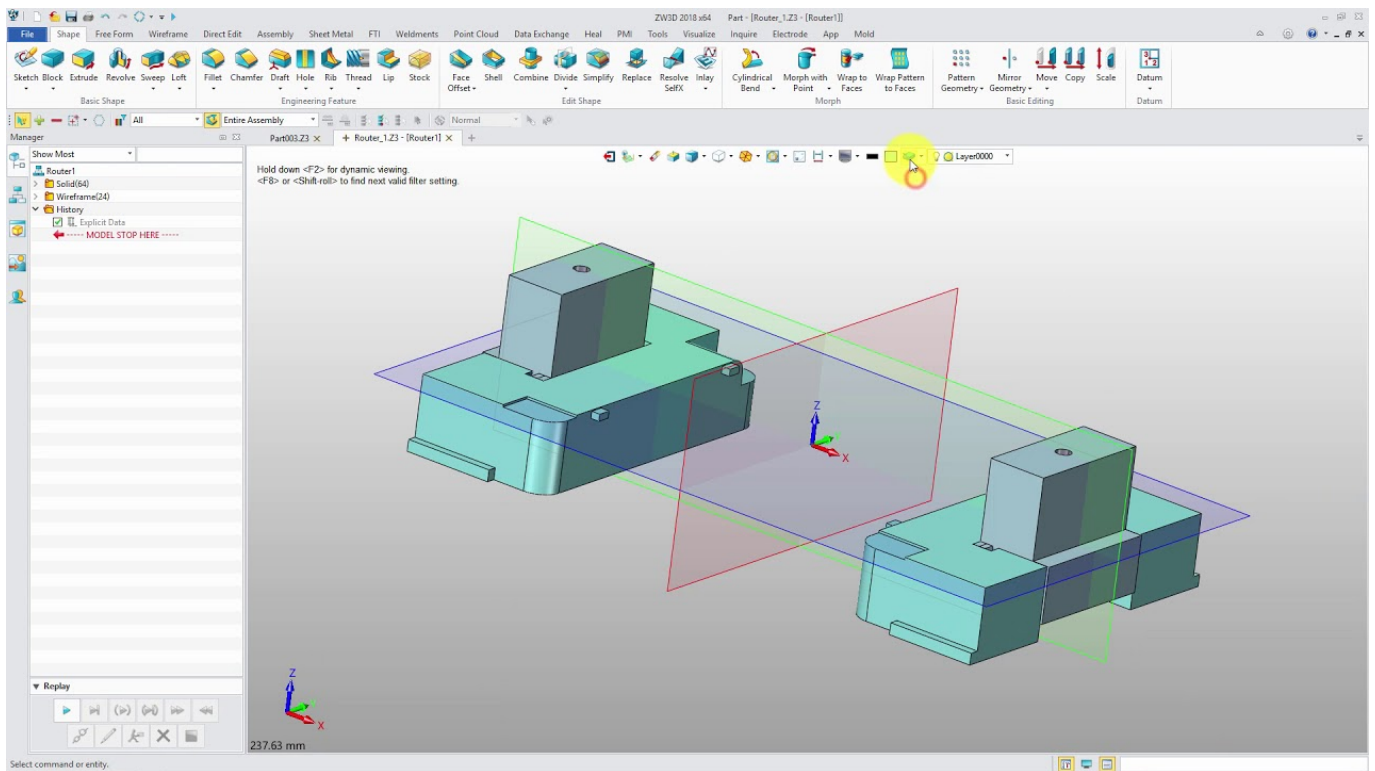 ZW3D 2018 x64 Part - [Router_1.Z3 - [Router1]]
File Shape Free Form Wireframe Direct Edit Assembly Sheet Metal FTI Weldments Point Cloud Data Exchange Heal PMI Tools Visualize Inquire Electrode App Mold
Sketch Block Extrude Revolve Sweep Loft Fillet Chamfer Draft Hole Rib Thread Lip Stock Face Shell Combine Divide Simplify Replace Resolve Inlay Cylindrical Morph with Wrap to Wrap Pattern Pattern Mirror Move Copy Scale Datum
Offset SelfX Bend Point Faces to Faces Geometry Geometry
Basic Shape Engineering Feature Edit Shape Morph Basic Editing Datum
All Entire Assembly Normal
Manager Part003.Z3 Router_1.Z3 - [Router1]
Show Most Layer0000
Hold down <F2> for dynamic viewing.
<F8> or <Shift-roll> to find next valid filter setting.
Router1
Solid(64)
Wireframe(24)
History
Explicit Data
----- MODEL STOP HERE -----
Z
X
Replay
Z
X
237.63 mm
Select command or entity.